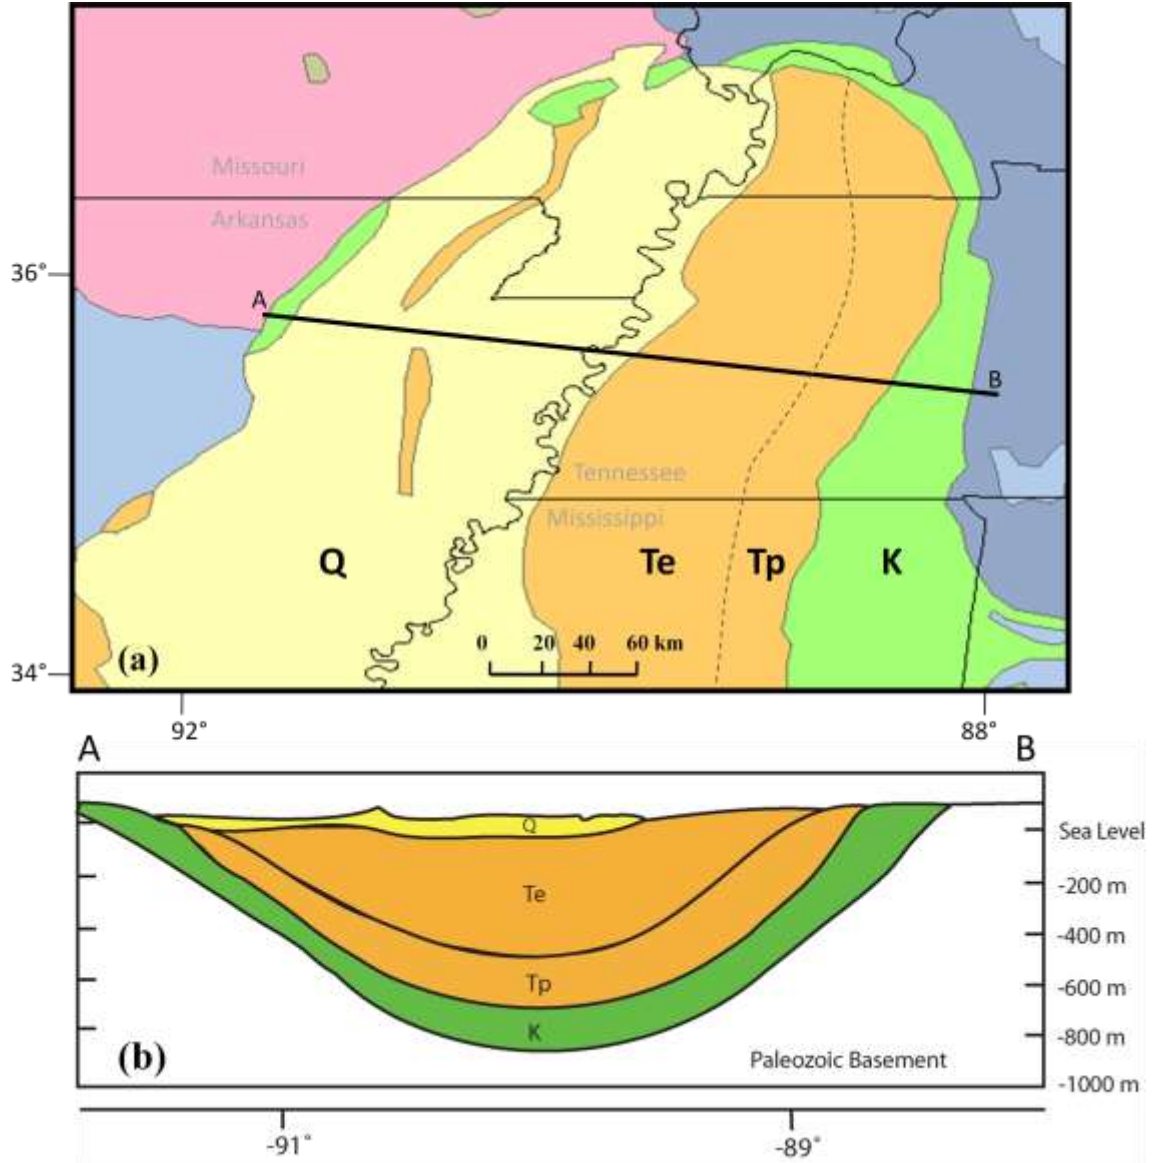 Missouri
Arkansas
36°
A
B
Tennessee
Mississippi
Q
Te
Tp
K
0 20 40 60 km
(a)
34°
92°
88°
A
B
Q
Sea Level
Te
-200 m
-400 m
Tp
-600 m
K
-800 m
(b)
Paleozoic Basement
-1000 m
-91°
-89°